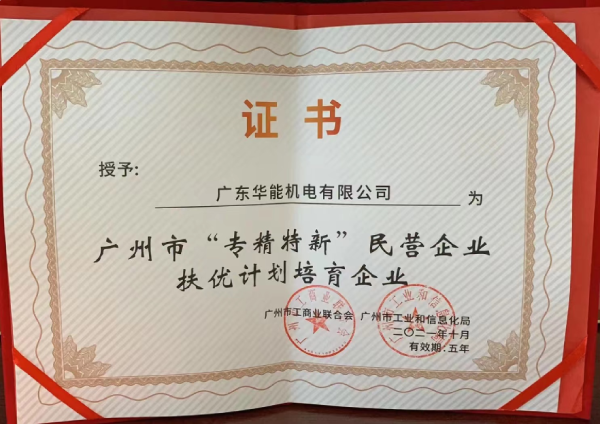 证书
授予:
广东华能机电有限公司 为
广州市“专精特新”民营企业
扶优计划培育企业
广州市工商业联合会 广州市工业和信息化局
二〇二一年十月
有效期:五年